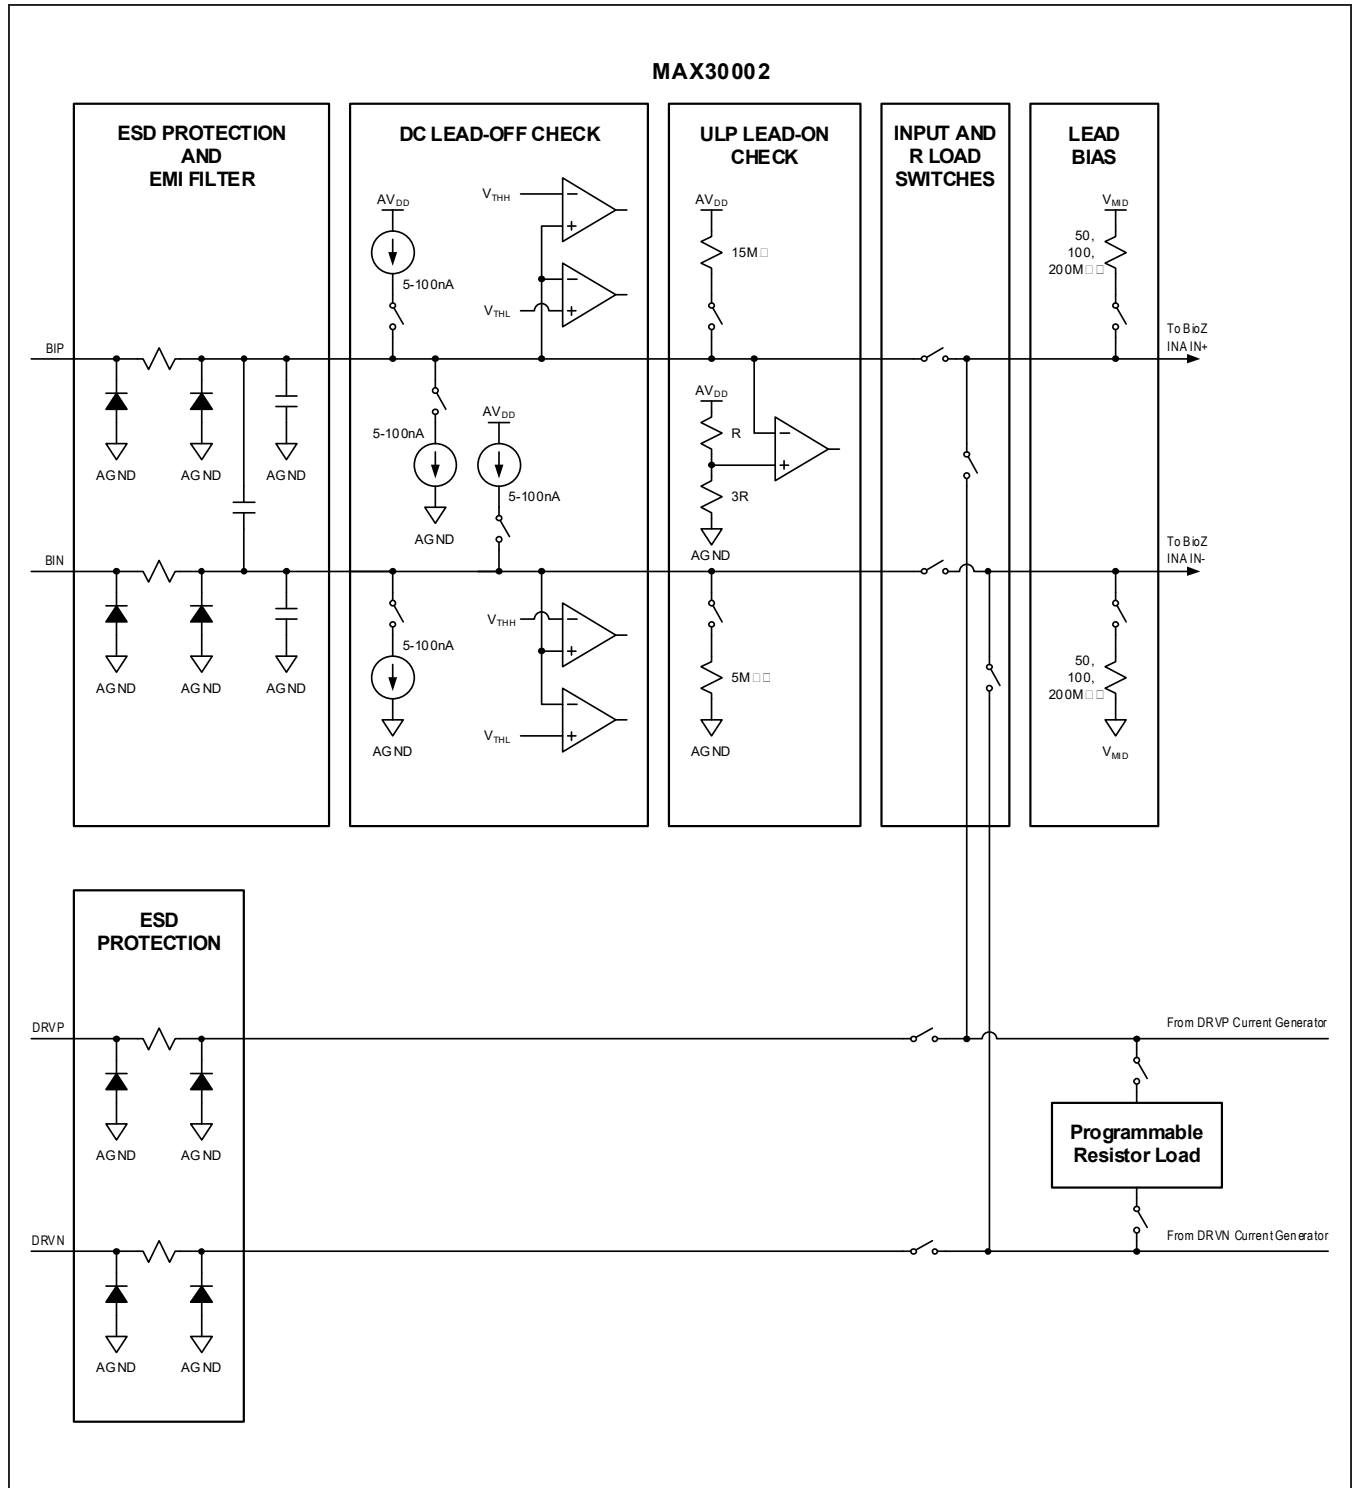 MAX30002
ESD PROTECTION
AND
EMI FILTER
DC LEAD-OFF CHECK
ULP LEAD-ON
CHECK
INPUT AND
R LOAD
SWITCHES
LEAD
BIAS
AVDD
5-100nA
VTHH
−
+
−
VTHL
+
AVDD
15M□
VMID
50,
100,
200M□□
BIP
To BioZ
INA IN+
AGND
AGND
AGND
5-100nA
AGND
AVDD
5-100nA
AVDD
R
3R
AGND
−
+
BIN
To BioZ
INA IN-
AGND
AGND
AGND
5-100nA
AGND
VTHH
−
+
−
VTHL
+
5M□□
AGND
50,
100,
200M□□
VMID
ESD
PROTECTION
DRVP
From DRVP Current Generator
AGND
AGND
Programmable
Resistor Load
DRVN
From DRVN Current Generator
AGND
AGND